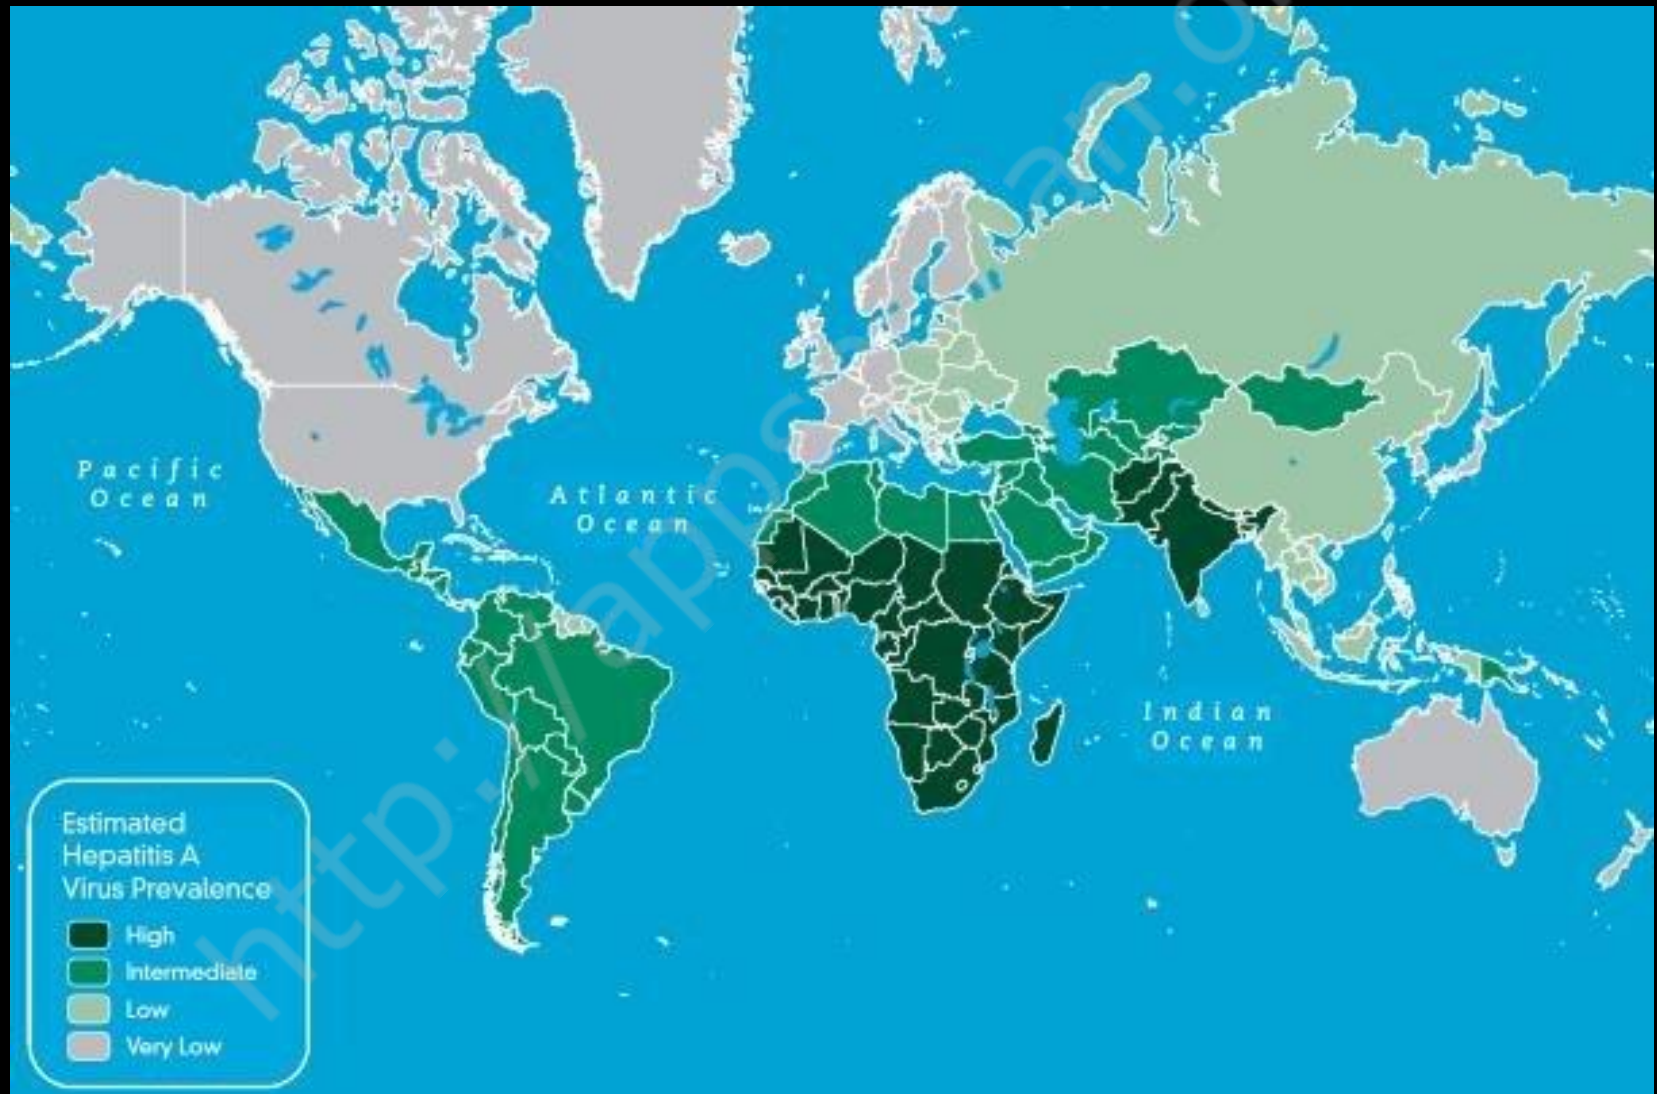 Pacific
Ocean
Atlantic
Ocean
Indian
Ocean
Estimated
Hepatitis A
Virus Prevalence
High
Intermediate
Low
Very Low